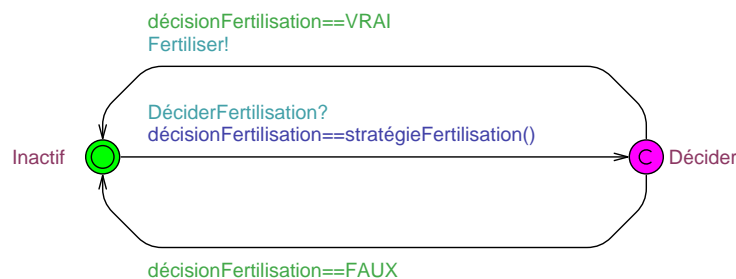 décisionFertilisation==VRAI
Fertiliser!
DéciderFertilisation?
décisionFertilisation==stratégieFertilisation()
Inactif
C Décider
décisionFertilisation==FAUX